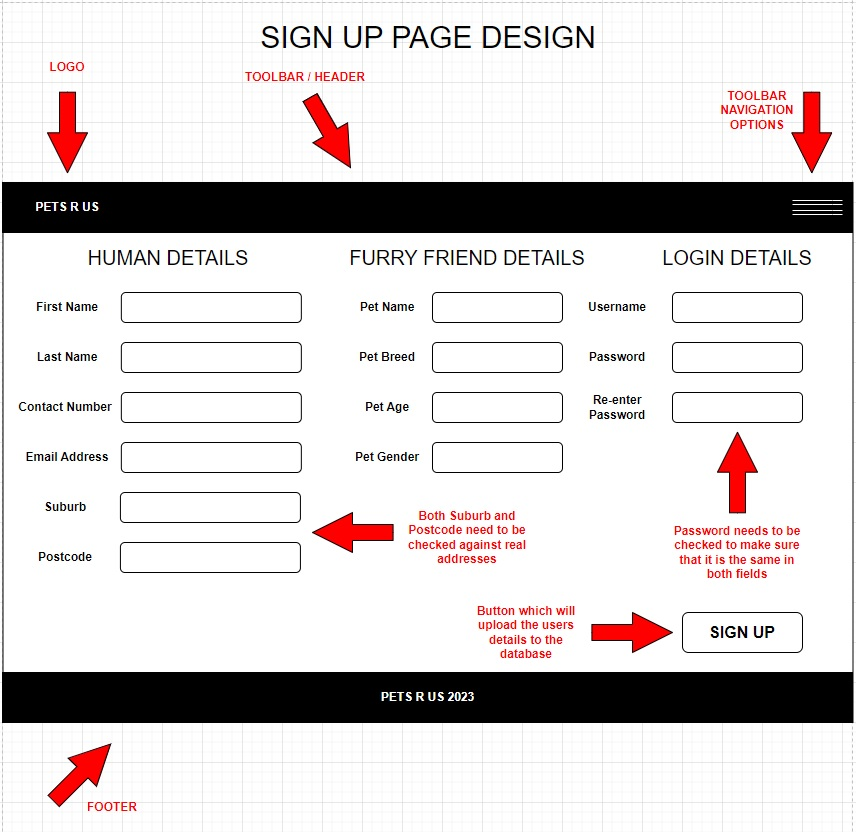 SIGN UP PAGE DESIGN
LOGO
TOOLBAR / HEADER
TOOLBAR
NAVIGATION
OPTIONS
PETS R US
HUMAN DETAILS
First Name
Last Name
Contact Number
Email Address
Suburb
Postcode
FURRY FRIEND DETAILS
Pet Name
Pet Breed
Pet Age
Pet Gender
LOGIN DETAILS
Username
Password
Re-enter
Password
Both Suburb and
Postcode need to be
checked against real
addresses
Password needs to be
checked to make sure
that it is the same in
both fields
Button which will
upload the users
details to the
database
SIGN UP
PETS R US 2023
FOOTER